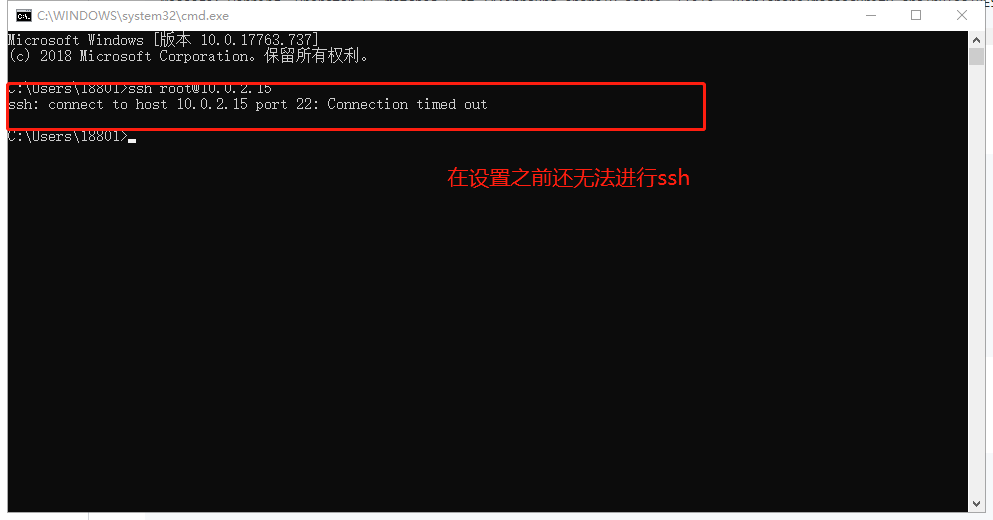 C:\WINDOWS\system32\cmd.exe
Microsoft Windows [版本 10.0.17763.737]
(c) 2018 Microsoft Corporation。保留所有权利。
C:\Users\18801>ssh root@10.0.2.15
ssh: connect to host 10.0.2.15 port 22: Connection timed out
C:\Users\18801>
在设置之前还无法进行ssh